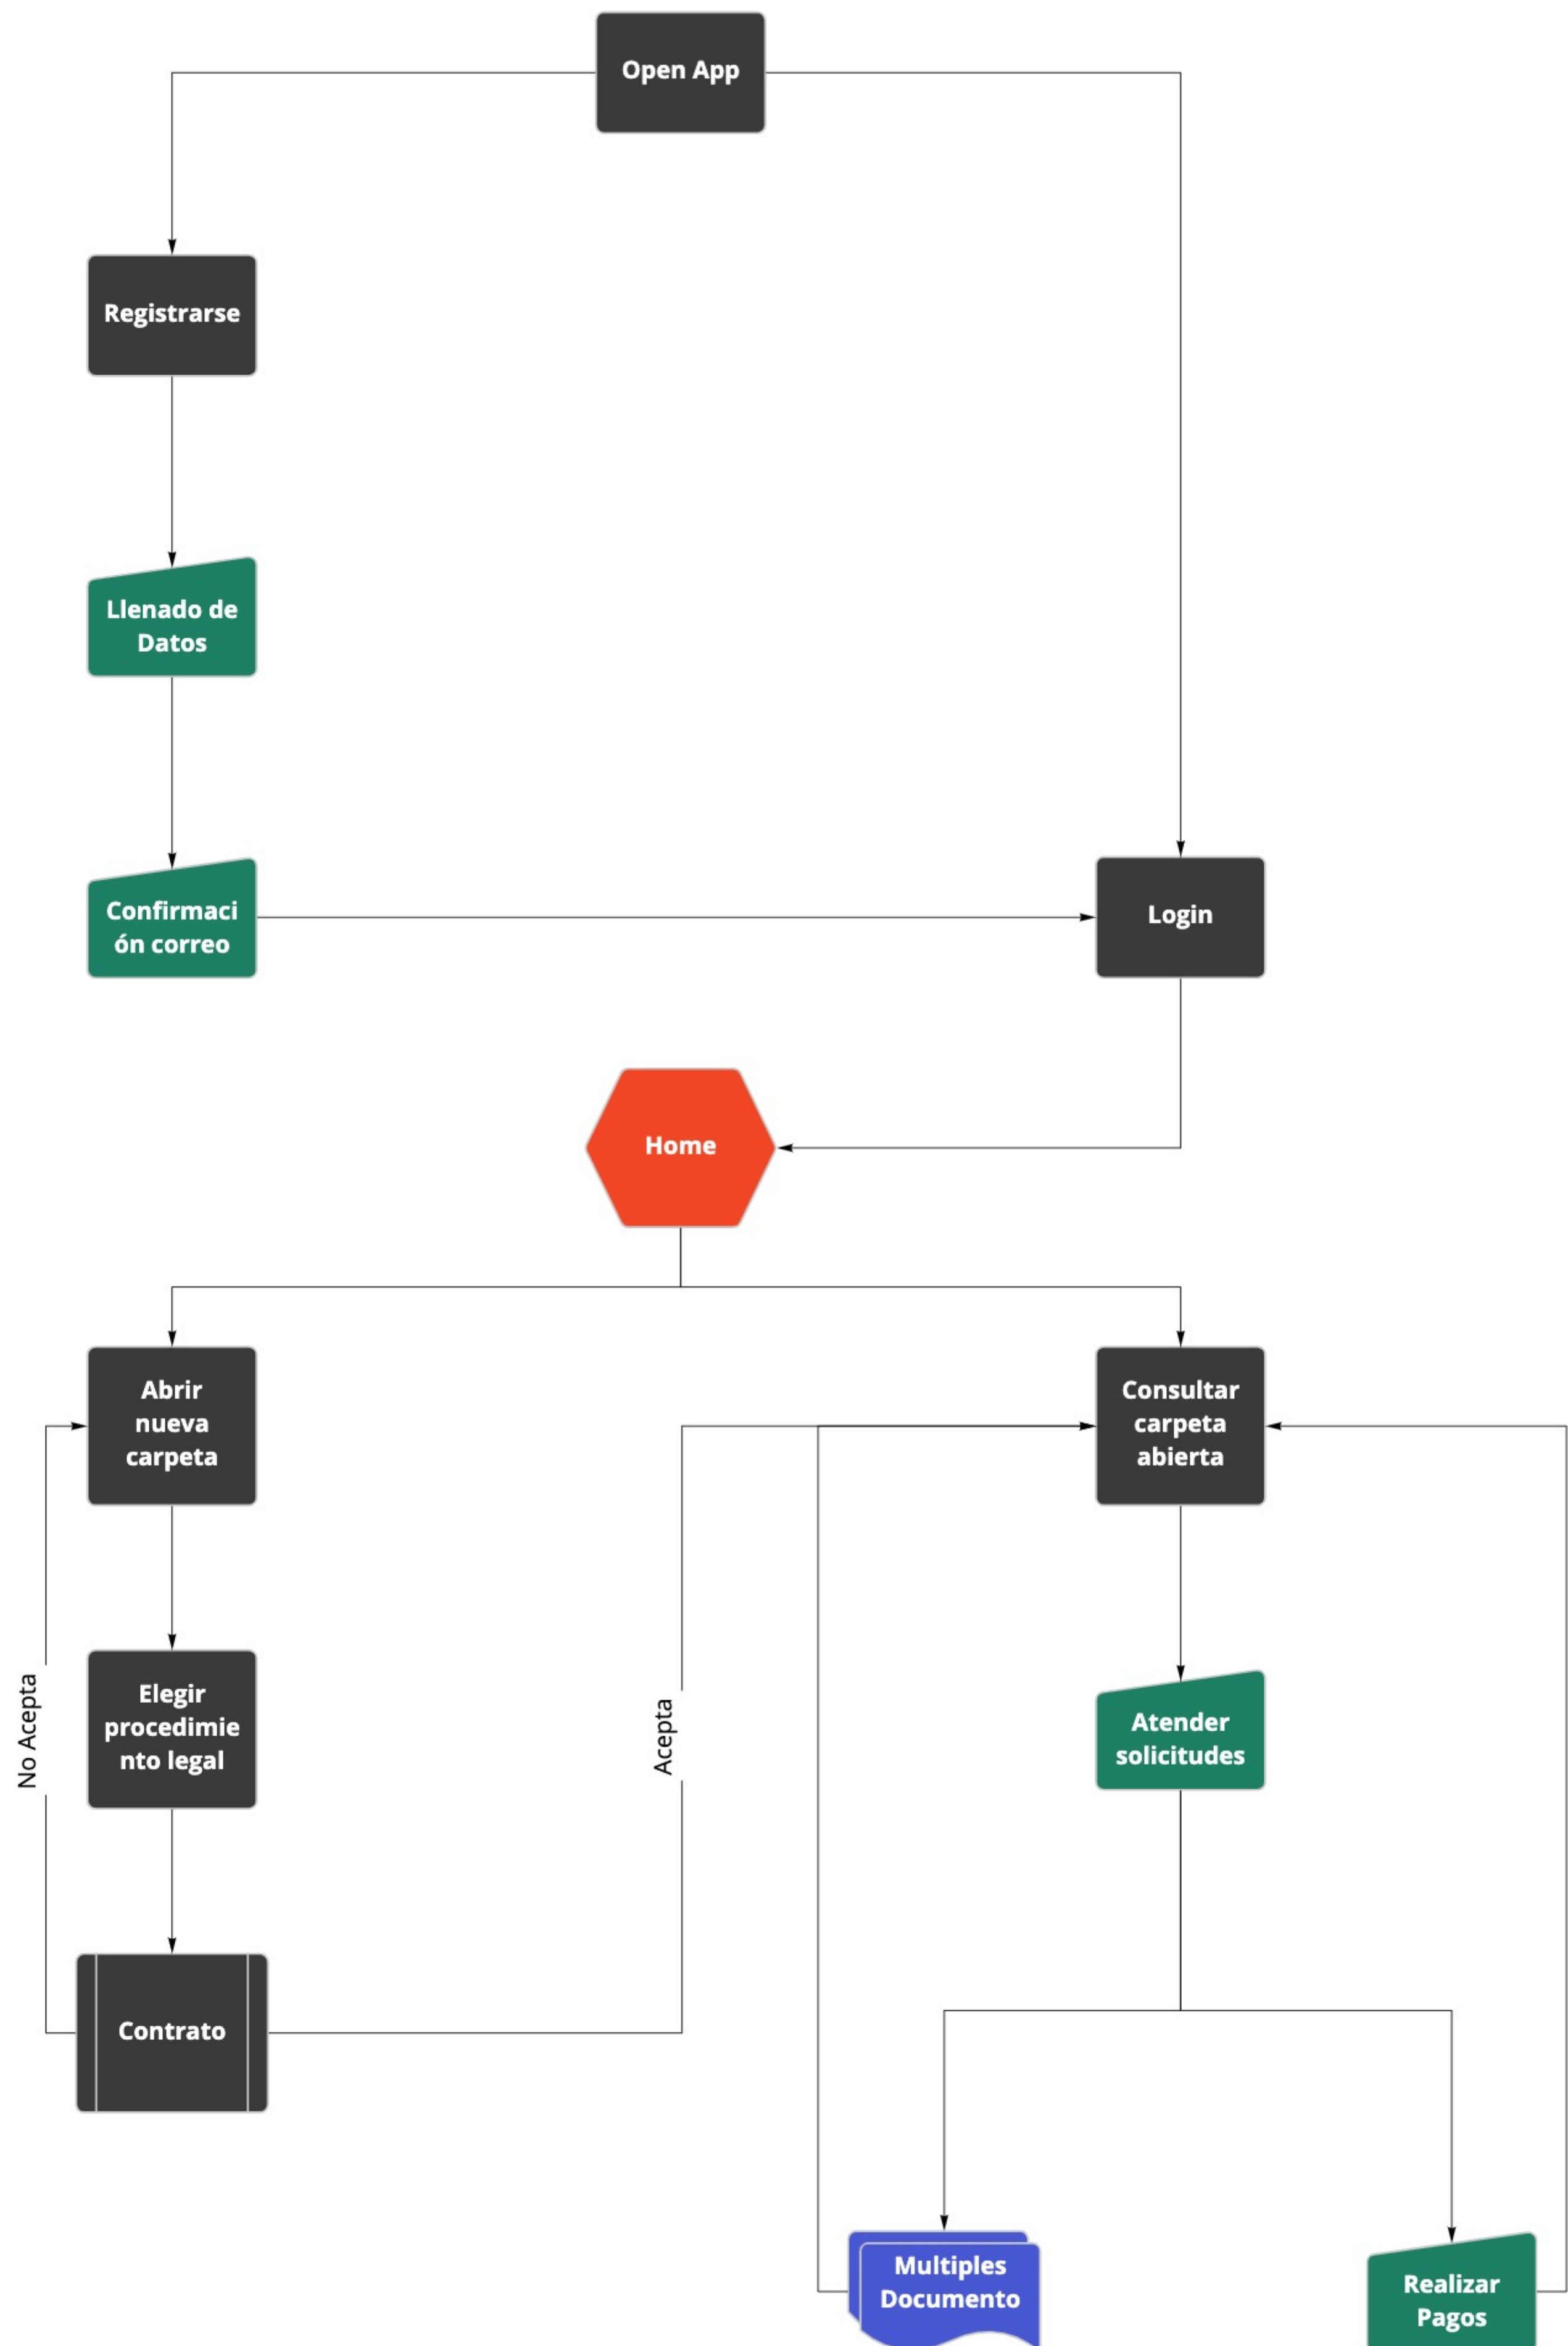 Open App
Registrarse
Llenado de
Datos
Confirmaci
ón correo
Login
Home
Abrir
nueva
carpeta
Consultar
carpeta
abierta
No Acepta
Elegir
procedimie
nto legal
Acepta
Atender
solicitudes
Contrato
Multiples
Documento
Realizar
Pagos